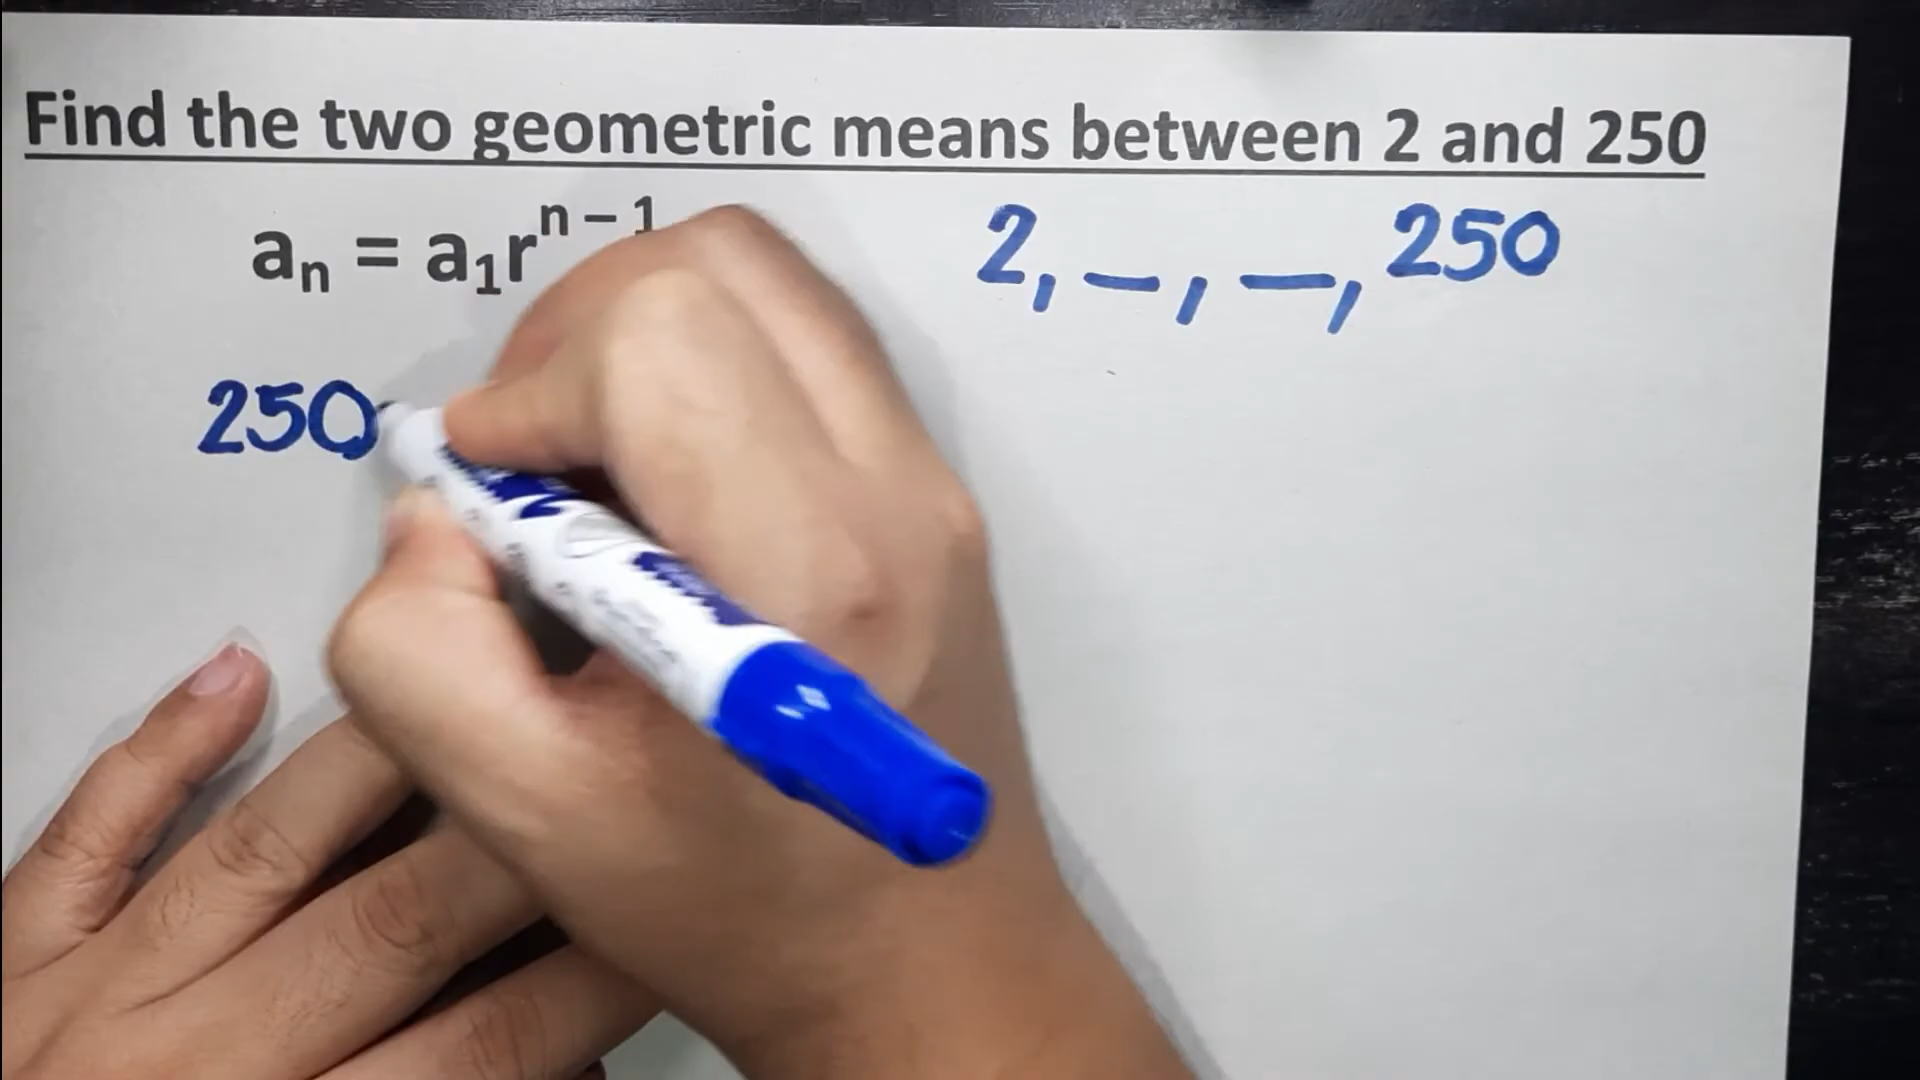 Find the two geometric means between 2 and 250
aₙ = a₁rⁿ⁻¹
2, _, _, 250
250